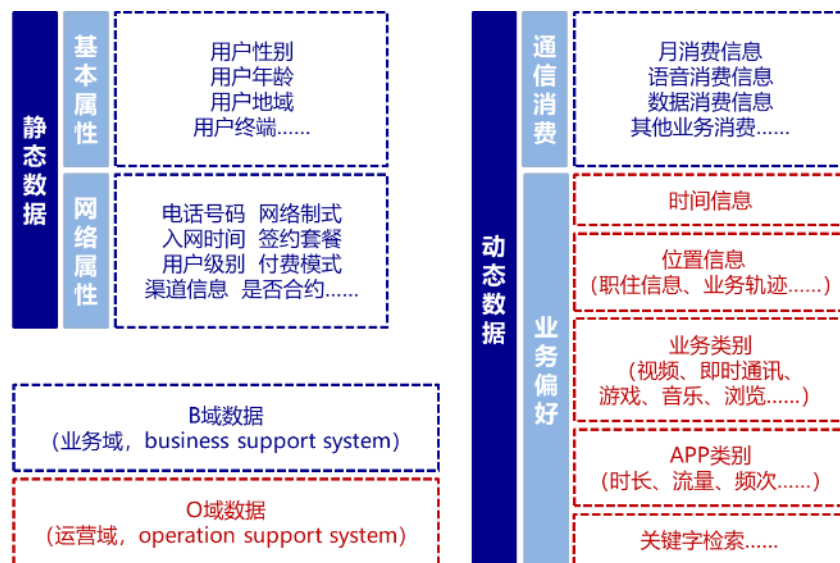 静态数据
基本属性
用户性别
用户年龄
用户地域
用户终端……
网络属性
电话号码 网络制式
入网时间 签约套餐
用户级别 付费模式
渠道信息 是否合约……
B域数据
(业务域，business support system)
O域数据
(运营域，operation support system)
动态数据
通信消费
月消费信息
语音消费信息
数据消费信息
其他业务消费……
业务偏好
时间信息
位置信息
(职住信息、业务轨迹……)
业务类别
(视频、即时通讯、
游戏、音乐、浏览……)
APP类别
(时长、流量、频次……)
关键字检索……